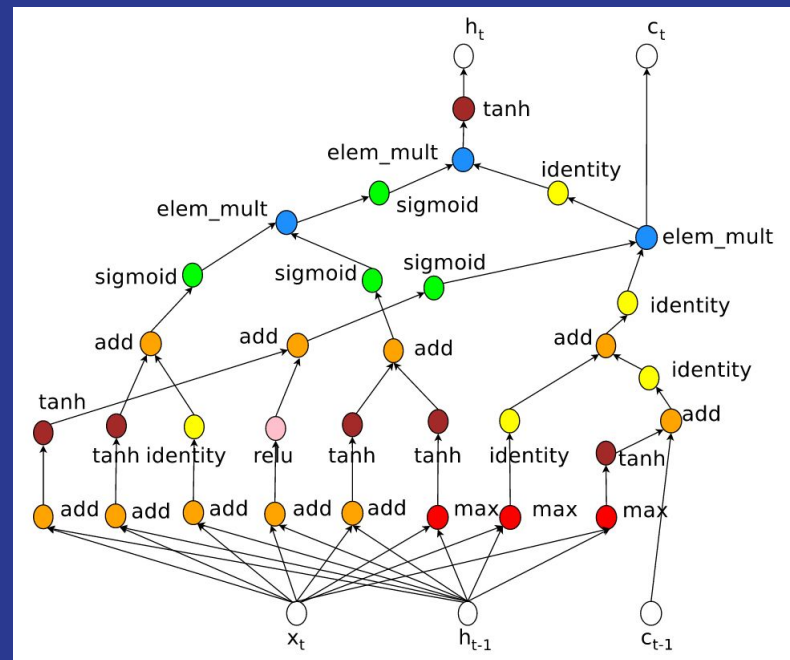 h_t c_t
tanh
elem_mult
identity
sigmoid
elem_mult
elem_mult
sigmoid sigmoid sigmoid
identity
add add add add
identity
tanh
add
tanh identity relu tanh tanh identity tanh
add add add add add max max max
x_t h_t-1 c_t-1